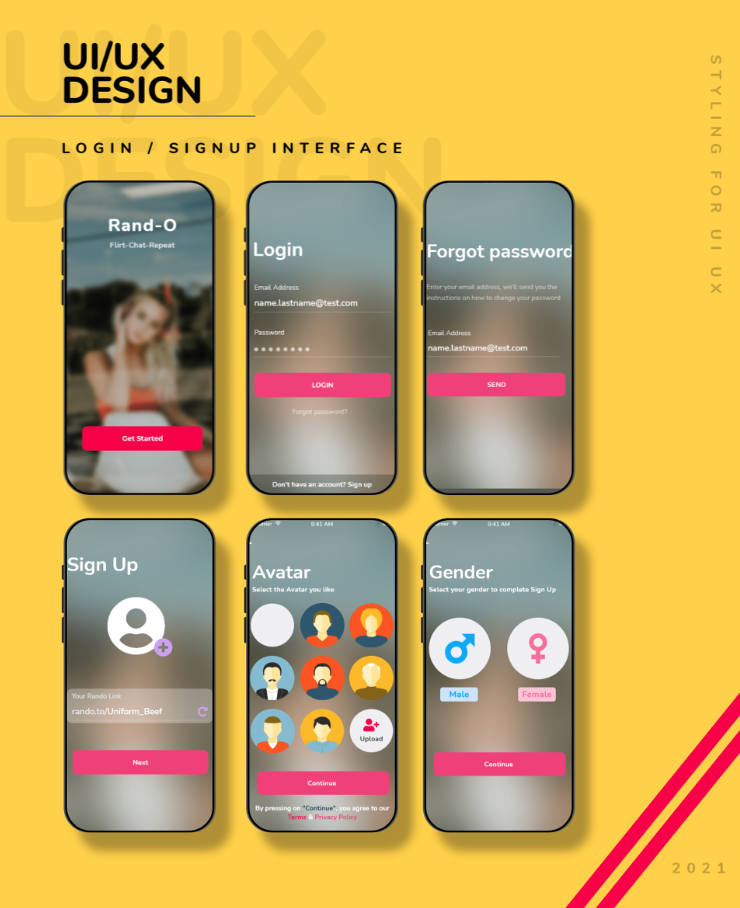 UI/UX
DESIGN
UI/UX
DESIGN
LOGIN / SIGNUP INTERFACE
STYLING FOR UI UX
Rand-O
Flirt-Chat-Repeat
Get Started
Login
Email Address
name.lastname@test.com
Password
LOGIN
Forgot password?
Don't have an account? Sign up
Forgot password
Enter your email address, we'll send you the
instructions on how to change your password
Email Address
name.lastname@test.com
SEND
Sign Up
Your Rando Link
rando.to/Uniform_Beef
Next
9:41 AM
Avatar
Select the Avatar you like
Upload
Continue
By pressing on "Continue", you agree to our
Terms & Privacy Policy
9:41 AM
Gender
Select your gender to complete Sign Up
Male
Female
Continue
2021